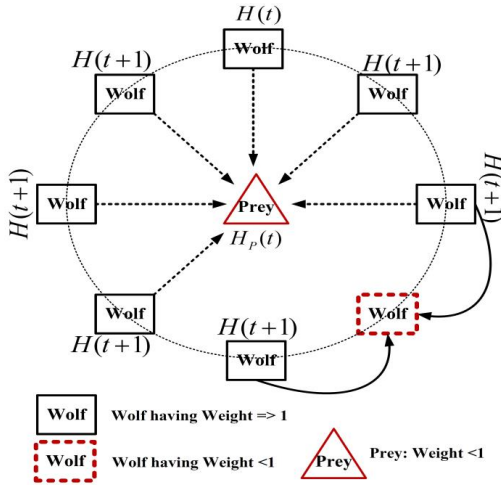 H(t)
Wolf
H(t+1)
Wolf
H(t+1)
Wolf
H(t+1)
Wolf
Prey
H_P(t)
Wolf
H(t+1)
Wolf
H(t+1)
Wolf
H(t+1)
Wolf
Wolf Wolf having Weight => 1
Wolf Wolf having Weight <1
Prey Prey: Weight <1